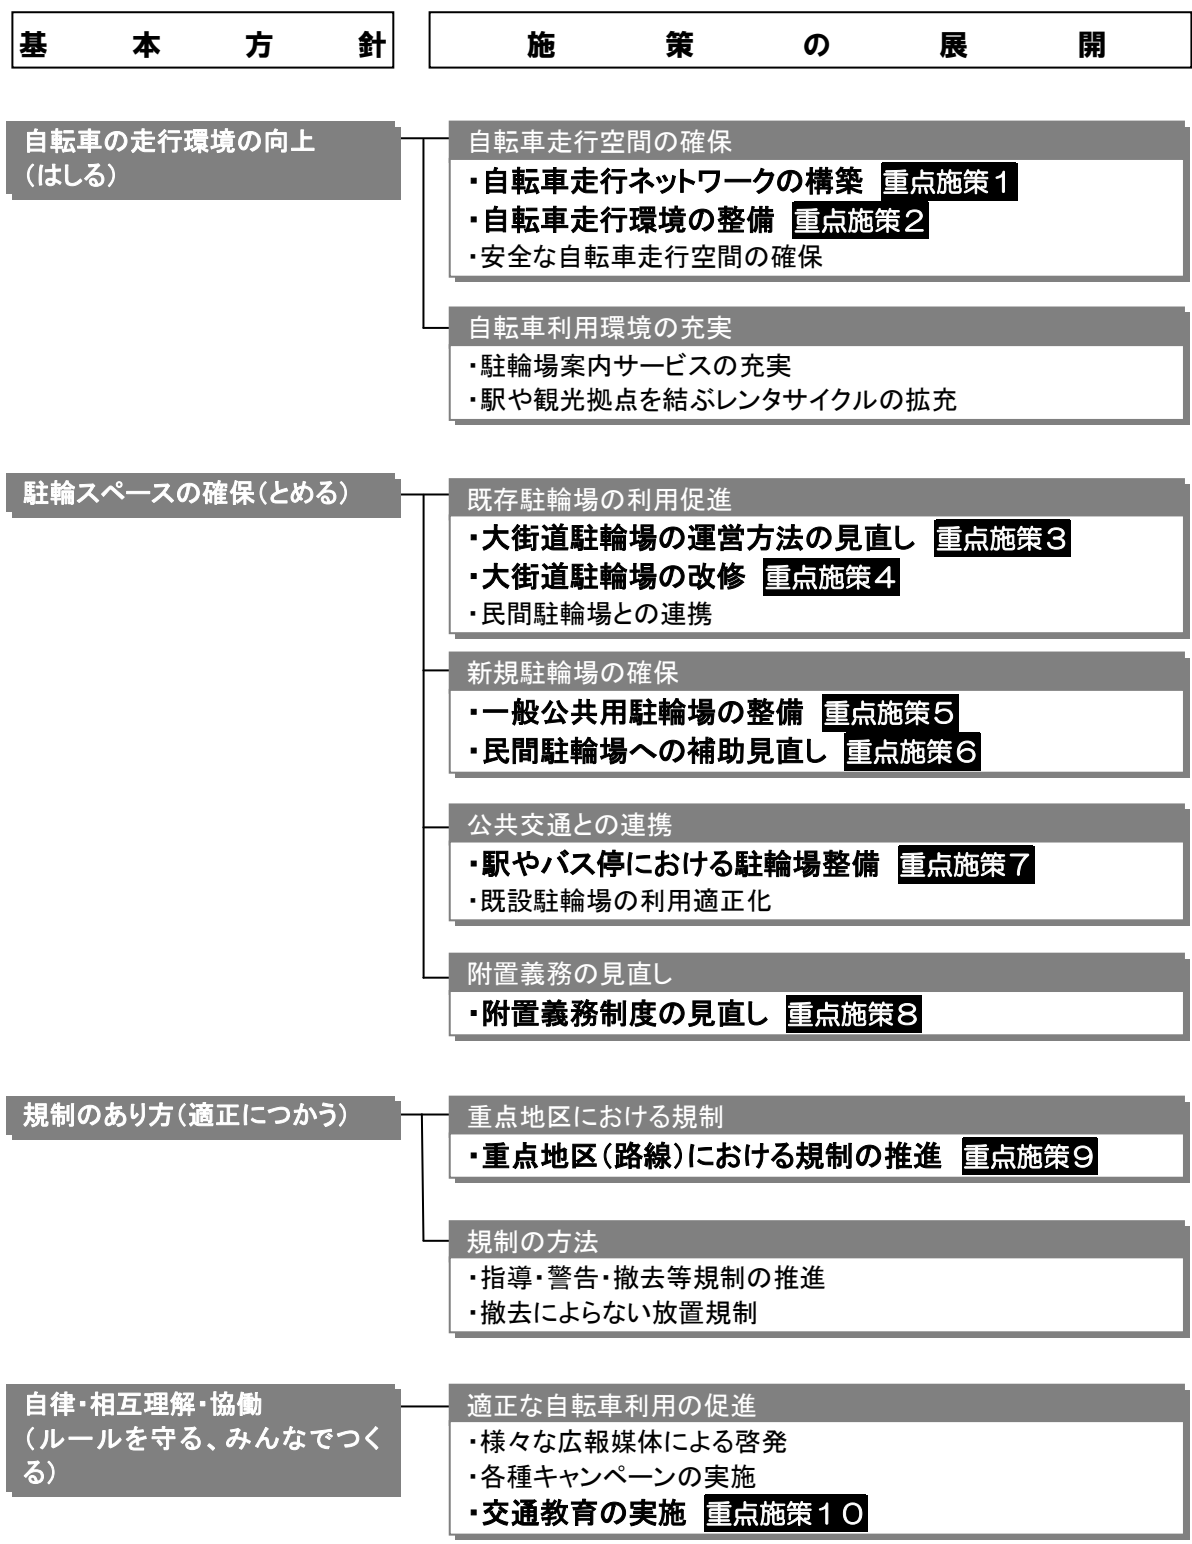 基本方針
施策の展開
自転車の走行環境の向上
（はしる）
自転車走行空間の確保
・自転車走行ネットワークの構築 重点施策１
・自転車走行環境の整備 重点施策２
・安全な自転車走行空間の確保
自転車利用環境の充実
・駐輪場案内サービスの充実
・駅や観光拠点を結ぶレンタサイクルの拡充
駐輪スペースの確保（とめる）
既存駐輪場の利用促進
・大街道駐輪場の運営方法の見直し 重点施策３
・大街道駐輪場の改修 重点施策４
・民間駐輪場との連携
新規駐輪場の確保
・一般公共用駐輪場の整備 重点施策５
・民間駐輪場への補助見直し 重点施策６
公共交通との連携
・駅やバス停における駐輪場整備 重点施策７
・既設駐輪場の利用適正化
附置義務の見直し
・附置義務制度の見直し 重点施策８
規制のあり方（適正につかう）
重点地区における規制
・重点地区（路線）における規制の推進 重点施策９
規制の方法
・指導・警告・撤去等規制の推進
・撤去によらない放置規制
自律・相互理解・協働
（ルールを守る、みんなでつく
る）
適正な自転車利用の促進
・様々な広報媒体による啓発
・各種キャンペーンの実施
・交通教育の実施 重点施策１０